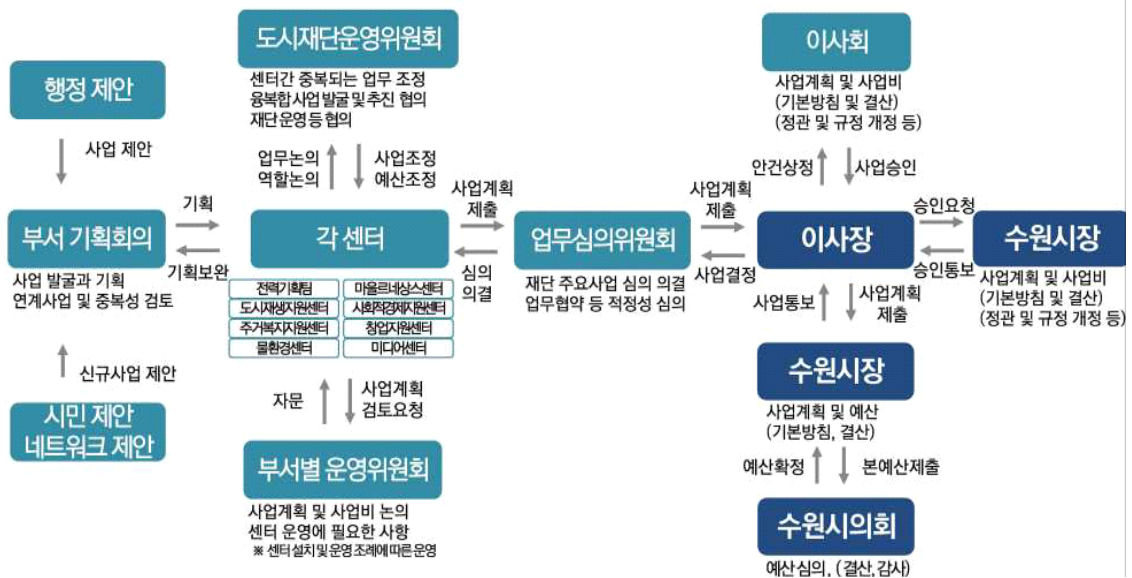 행정 제안
사업 제안
부서 기획회의
사업 발굴과 기획
연계사업 및 중복성 검토
신규사업 제안
시민 제안
네트워크 제안
기획
기획보완
도시재단운영위원회
센터간 중복되는 업무 조정
융복합 사업 발굴 및 추진 협의
재단 운영 등 협의
업무논의
역할논의
사업조정
예산조정
각 센터
전력기획팀
마을르네상스센터
도시재생지원센터
사회적경제지원센터
주거복지지원센터
창업지원센터
물환경센터
미디어센터
자문
사업계획
검토요청
부서별 운영위원회
사업계획 및 사업비 논의
센터 운영에 필요한 사항
※ 센터 설치 및 운영 조례에 따른 운영
사업계획
제출
심의
의결
업무심의위원회
재단 주요사업 심의 의결
업무협약 등 적정성 심의
사업계획
제출
사업결정
이사회
사업계획 및 사업비
(기본방침 및 결산)
(정관 및 규정 개정 등)
안건상정
사업승인
이사장
승인요청
승인통보
수원시장
사업계획 및 사업비
(기본방침 및 결산)
(정관 및 규정 개정 등)
사업통보
사업계획
제출
수원시장
사업계획 및 예산
(기본방침, 결산)
예산확정
본예산제출
수원시의회
예산 심의, (결산, 감사)